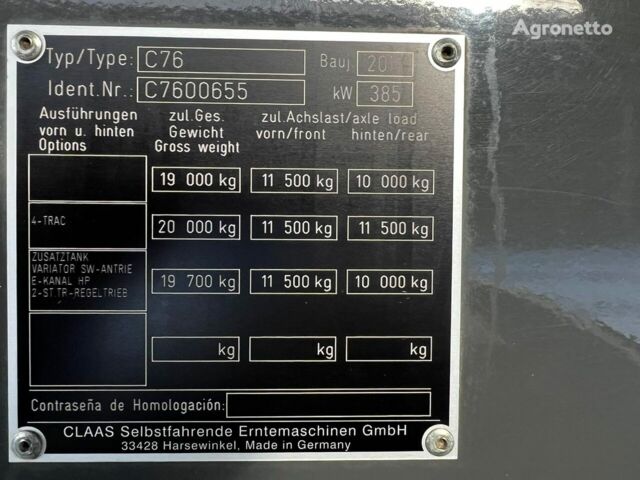 Agronetto
Typ/Type: C76 Bauj.
Ident.Nr.: C7600655 kW 385
Ausführungen zul.Ges. zul.Achslast/axle load
vorn u. hinten Gewicht vorn/front hinten/rear
Options Gross weight
19 000 kg 11 500 kg 10 000 kg
4-TRAC 20 000 kg 11 500 kg 11 500 kg
ZUSATZTANK
VARIATOR SW-ANTRIE
E-KANAL HP 19 700 kg 11 500 kg 10 000 kg
2-ST.TR-REGELTRIEB
kg kg kg
Contraseña de Homologación:
CLAAS Selbstfahrende Erntemaschinen GmbH
33428 Harsewinkel, Made in Germany